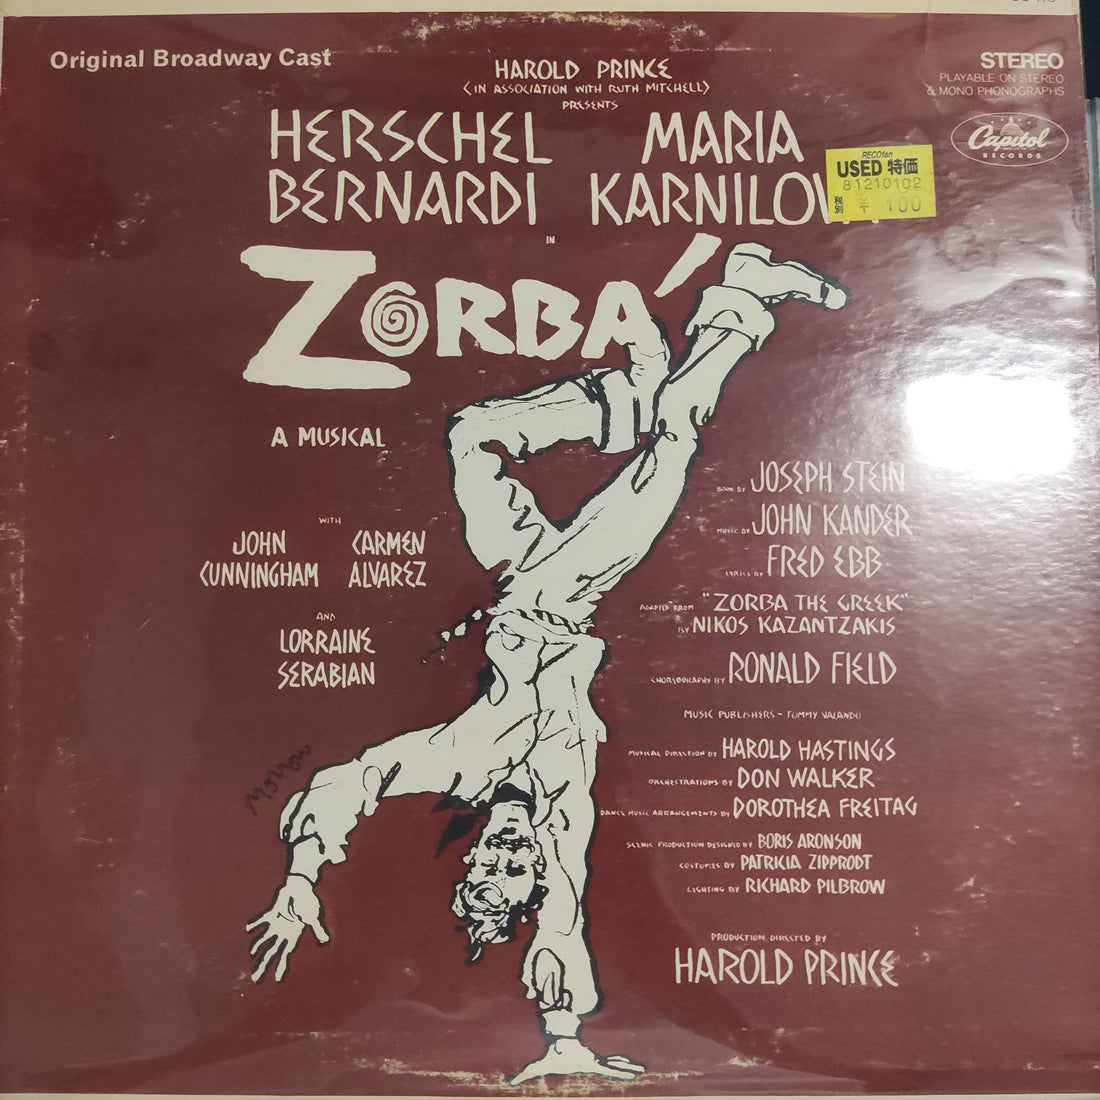 Original Broadway Cast
HAROLD PRINCE
(IN ASSOCIATION WITH RUTH MITCHELL)
PRESENTS
HERSCHEL
BERNARDI
MARIA
KARNILOV
IN
ZORBA'
A MUSICAL
STEREO
PLAYABLE ON STEREO
& MONO PHONOGRAPHS
Capitol
RECORDS
RECOfan
USED 特価
81210102
税別 ¥ 100
WITH
JOHN
CUNNINGHAM
CARMEN
ALVAREZ
AND
LORRAINE
SERABIAN
BOOK BY JOSEPH STEIN
MUSIC BY JOHN KANDER
LYRICS BY FRED EBB
ADAPTED FROM "ZORBA THE GREEK"
BY NIKOS KAZANTZAKIS
CHOREOGRAPHY BY RONALD FIELD
MUSIC PUBLISHERS - TOMMY VALANDO
MUSICAL DIRECTION BY HAROLD HASTINGS
ORCHESTRATIONS BY DON WALKER
DANCE MUSIC ARRANGEMENTS BY DOROTHEA FREITAG
SCENIC PRODUCTION DESIGNED BY BORIS ARONSON
COSTUMES BY PATRICIA ZIPPRODT
LIGHTING BY RICHARD PILBROW
PRODUCTION DIRECTED BY
HAROLD PRINCE
MORROW